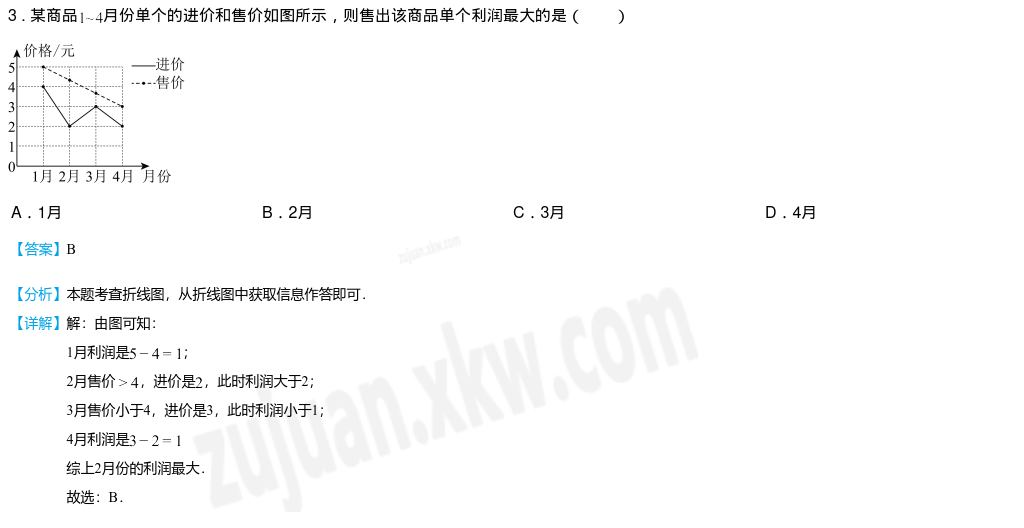 3．某商品1~4月份单个的进价和售价如图所示，则售出该商品单个利润最大的是（　　）
价格/元
进价
售价
5
4
3
2
1
0
1月 2月 3月 4月 月份
A．1月 B．2月 C．3月 D．4月
【答案】B
【分析】本题考查折线图，从折线图中获取信息作答即可．
【详解】解：由图可知：
1月利润是5－4＝1；
2月售价＞4，进价是2，此时利润大于2；
3月售价小于4，进价是3，此时利润小于1；
4月利润是3－2＝1
综上2月份的利润最大．
故选：B．
zujuan.xkw.com
zujuan.xkw.com